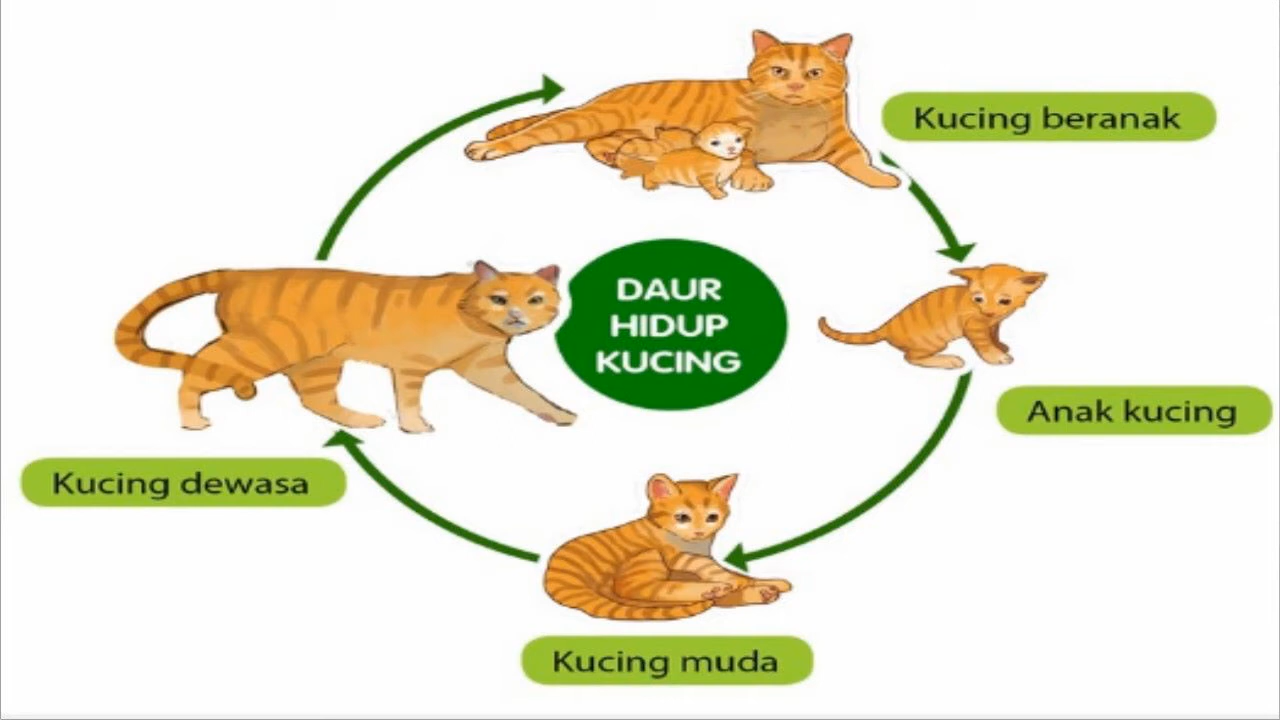 Kucing beranak
DAUR
HIDUP
KUCING
Anak kucing
Kucing dewasa
Kucing muda